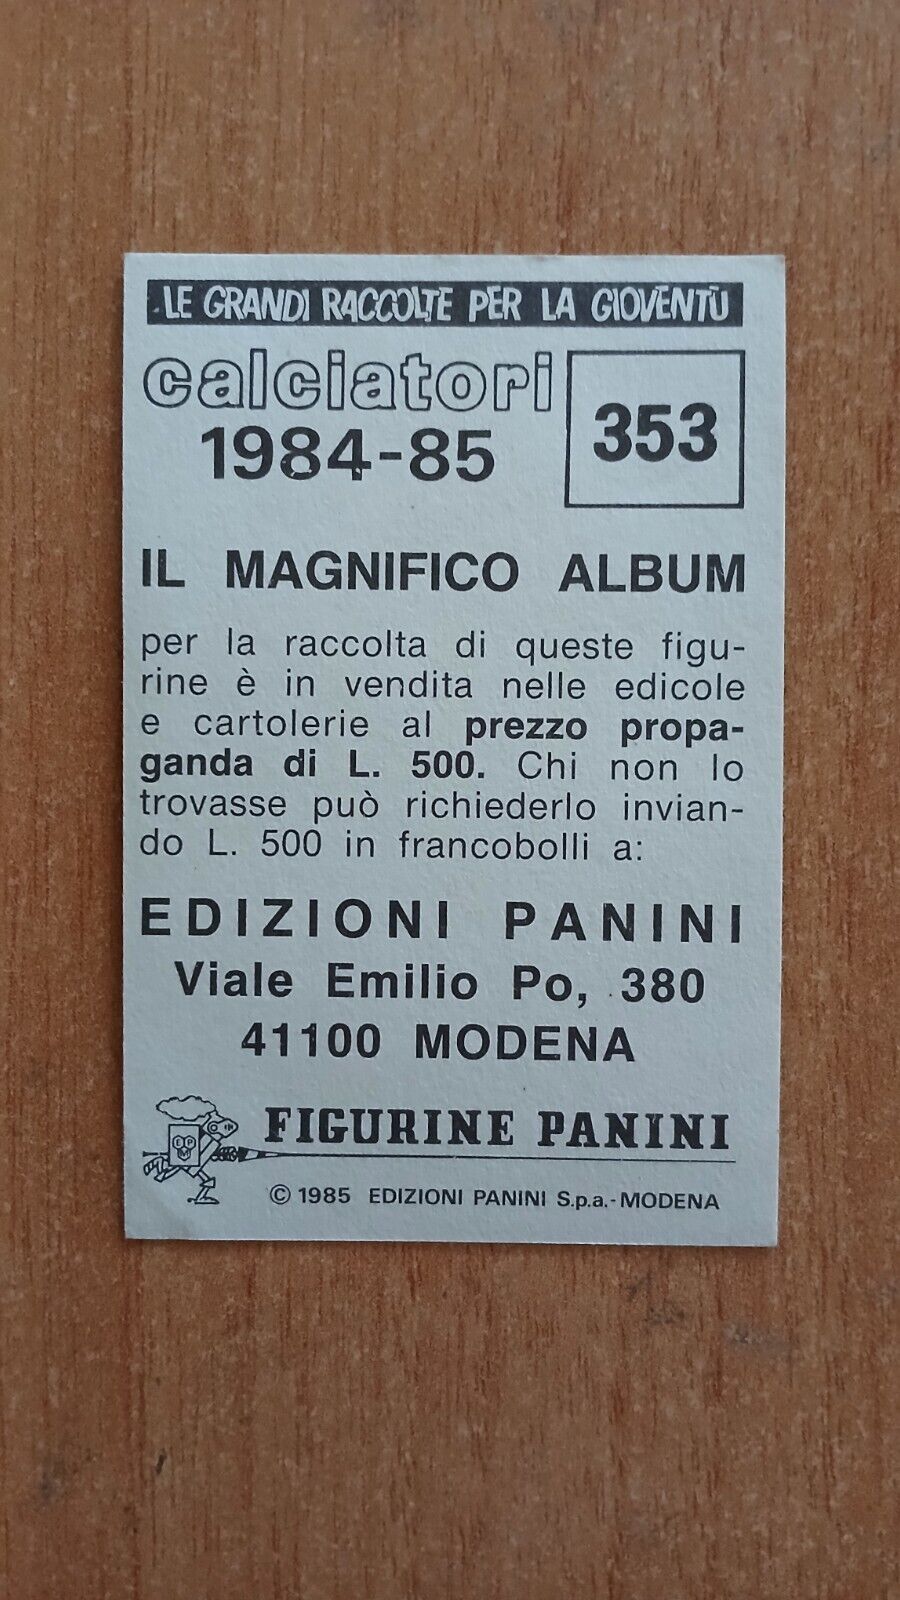 LE GRANDI RACCOLTE PER LA GIOVENTÙ
calciatori
1984-85
353
IL MAGNIFICO ALBUM
per la raccolta di queste figu-
rine è in vendita nelle edicole
e cartolerie al prezzo propa-
ganda di L. 500. Chi non lo
trovasse può richiederlo invian-
do L. 500 in francobolli a:
EDIZIONI PANINI
Viale Emilio Po, 380
41100 MODENA
EPM
FIGURINE PANINI
© 1985 EDIZIONI PANINI S.p.a.-MODENA